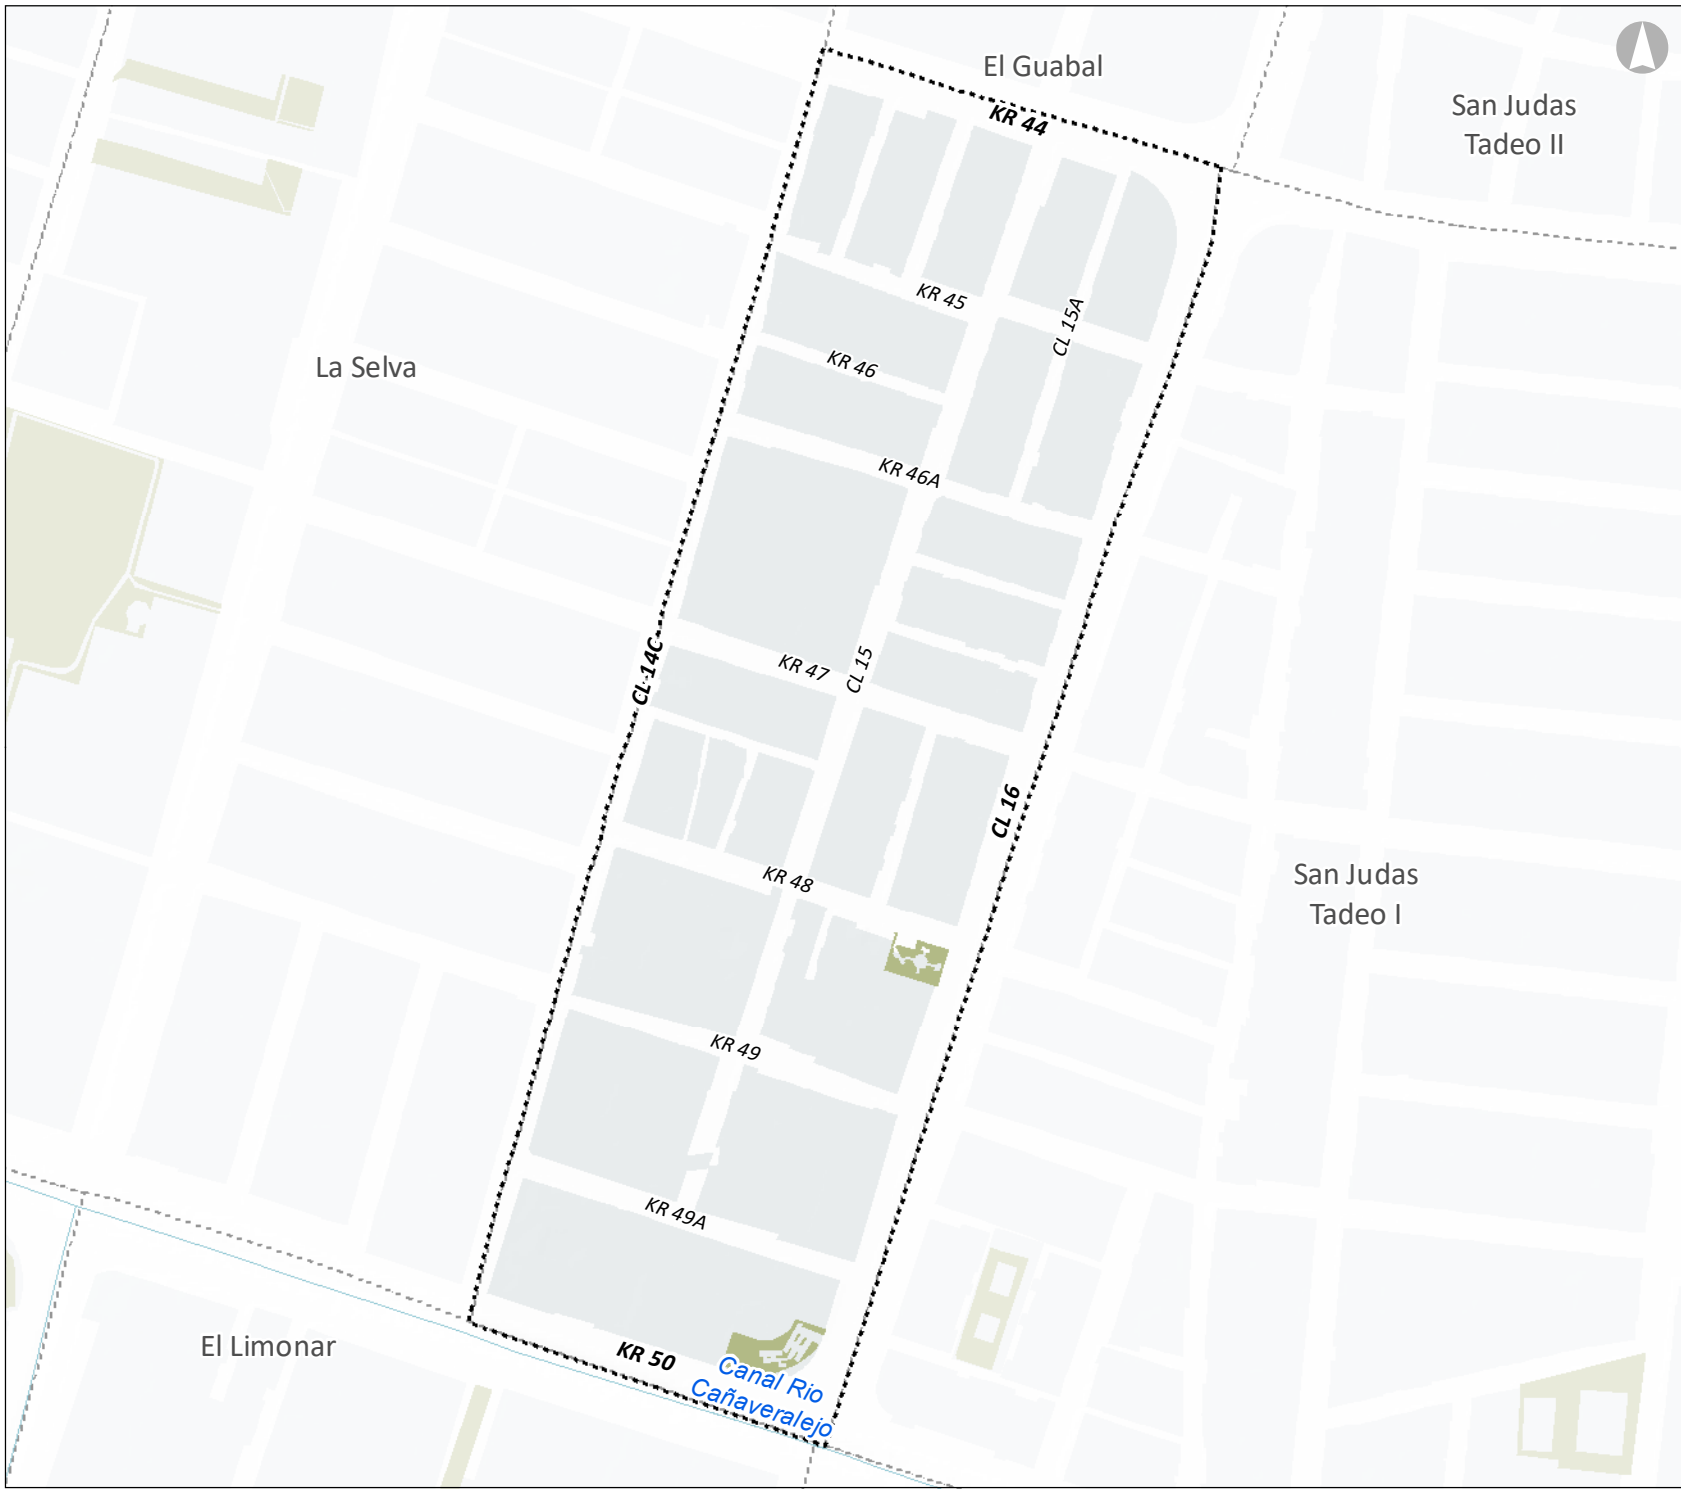 El Guabal
San Judas
Tadeo II
KR 44
KR 45
CL 15A
KR 46
La Selva
KR 46A
CL 14C
KR 47
CL 15
CL 16
KR 48
San Judas
Tadeo I
KR 49
KR 49A
El Limonar
KR 50
Canal Rio
Cañaveralejo